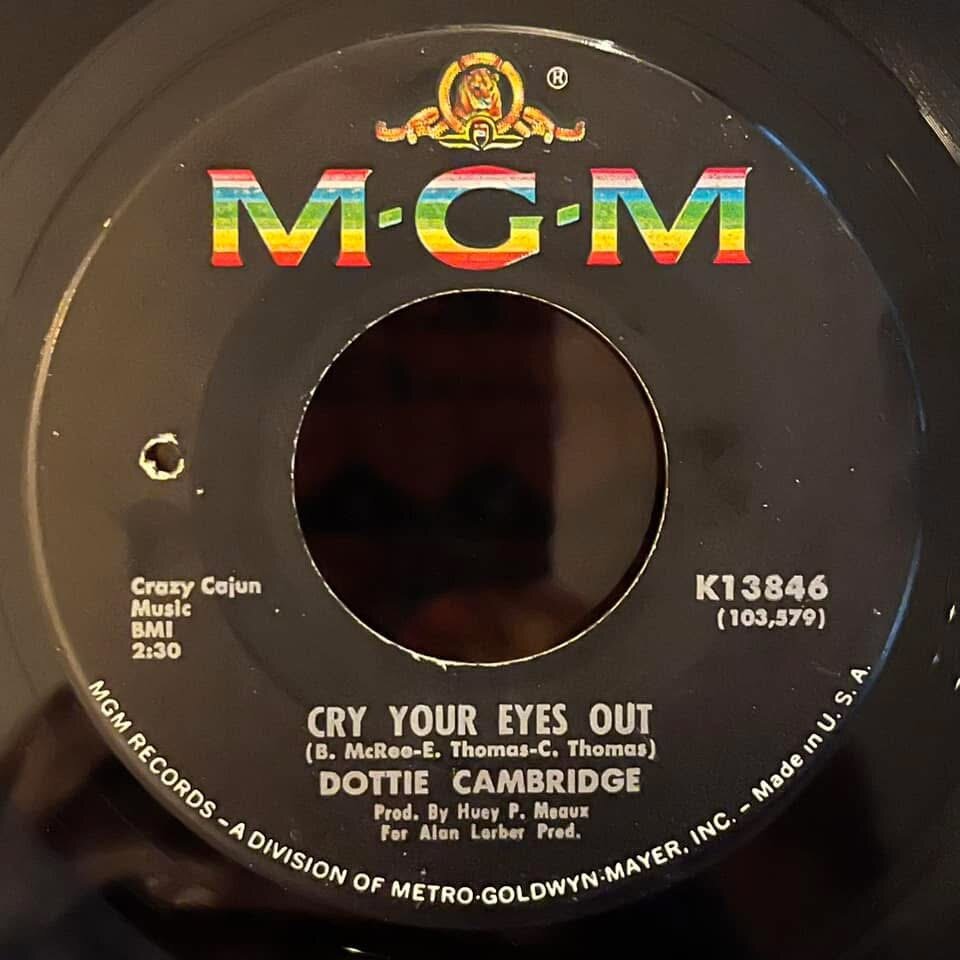 ®
M-G-M
Crazy Cajun
Music
BMI
2:30
K13846
(103,579)
CRY YOUR EYES OUT
(B. McRee-E. Thomas-C. Thomas)
DOTTIE CAMBRIDGE
Prod. By Huey P. Meaux
For Alan Lorber Prod.
MGM RECORDS – A DIVISION OF METRO-GOLDWYN-MAYER, INC. – Made in U. S. A.